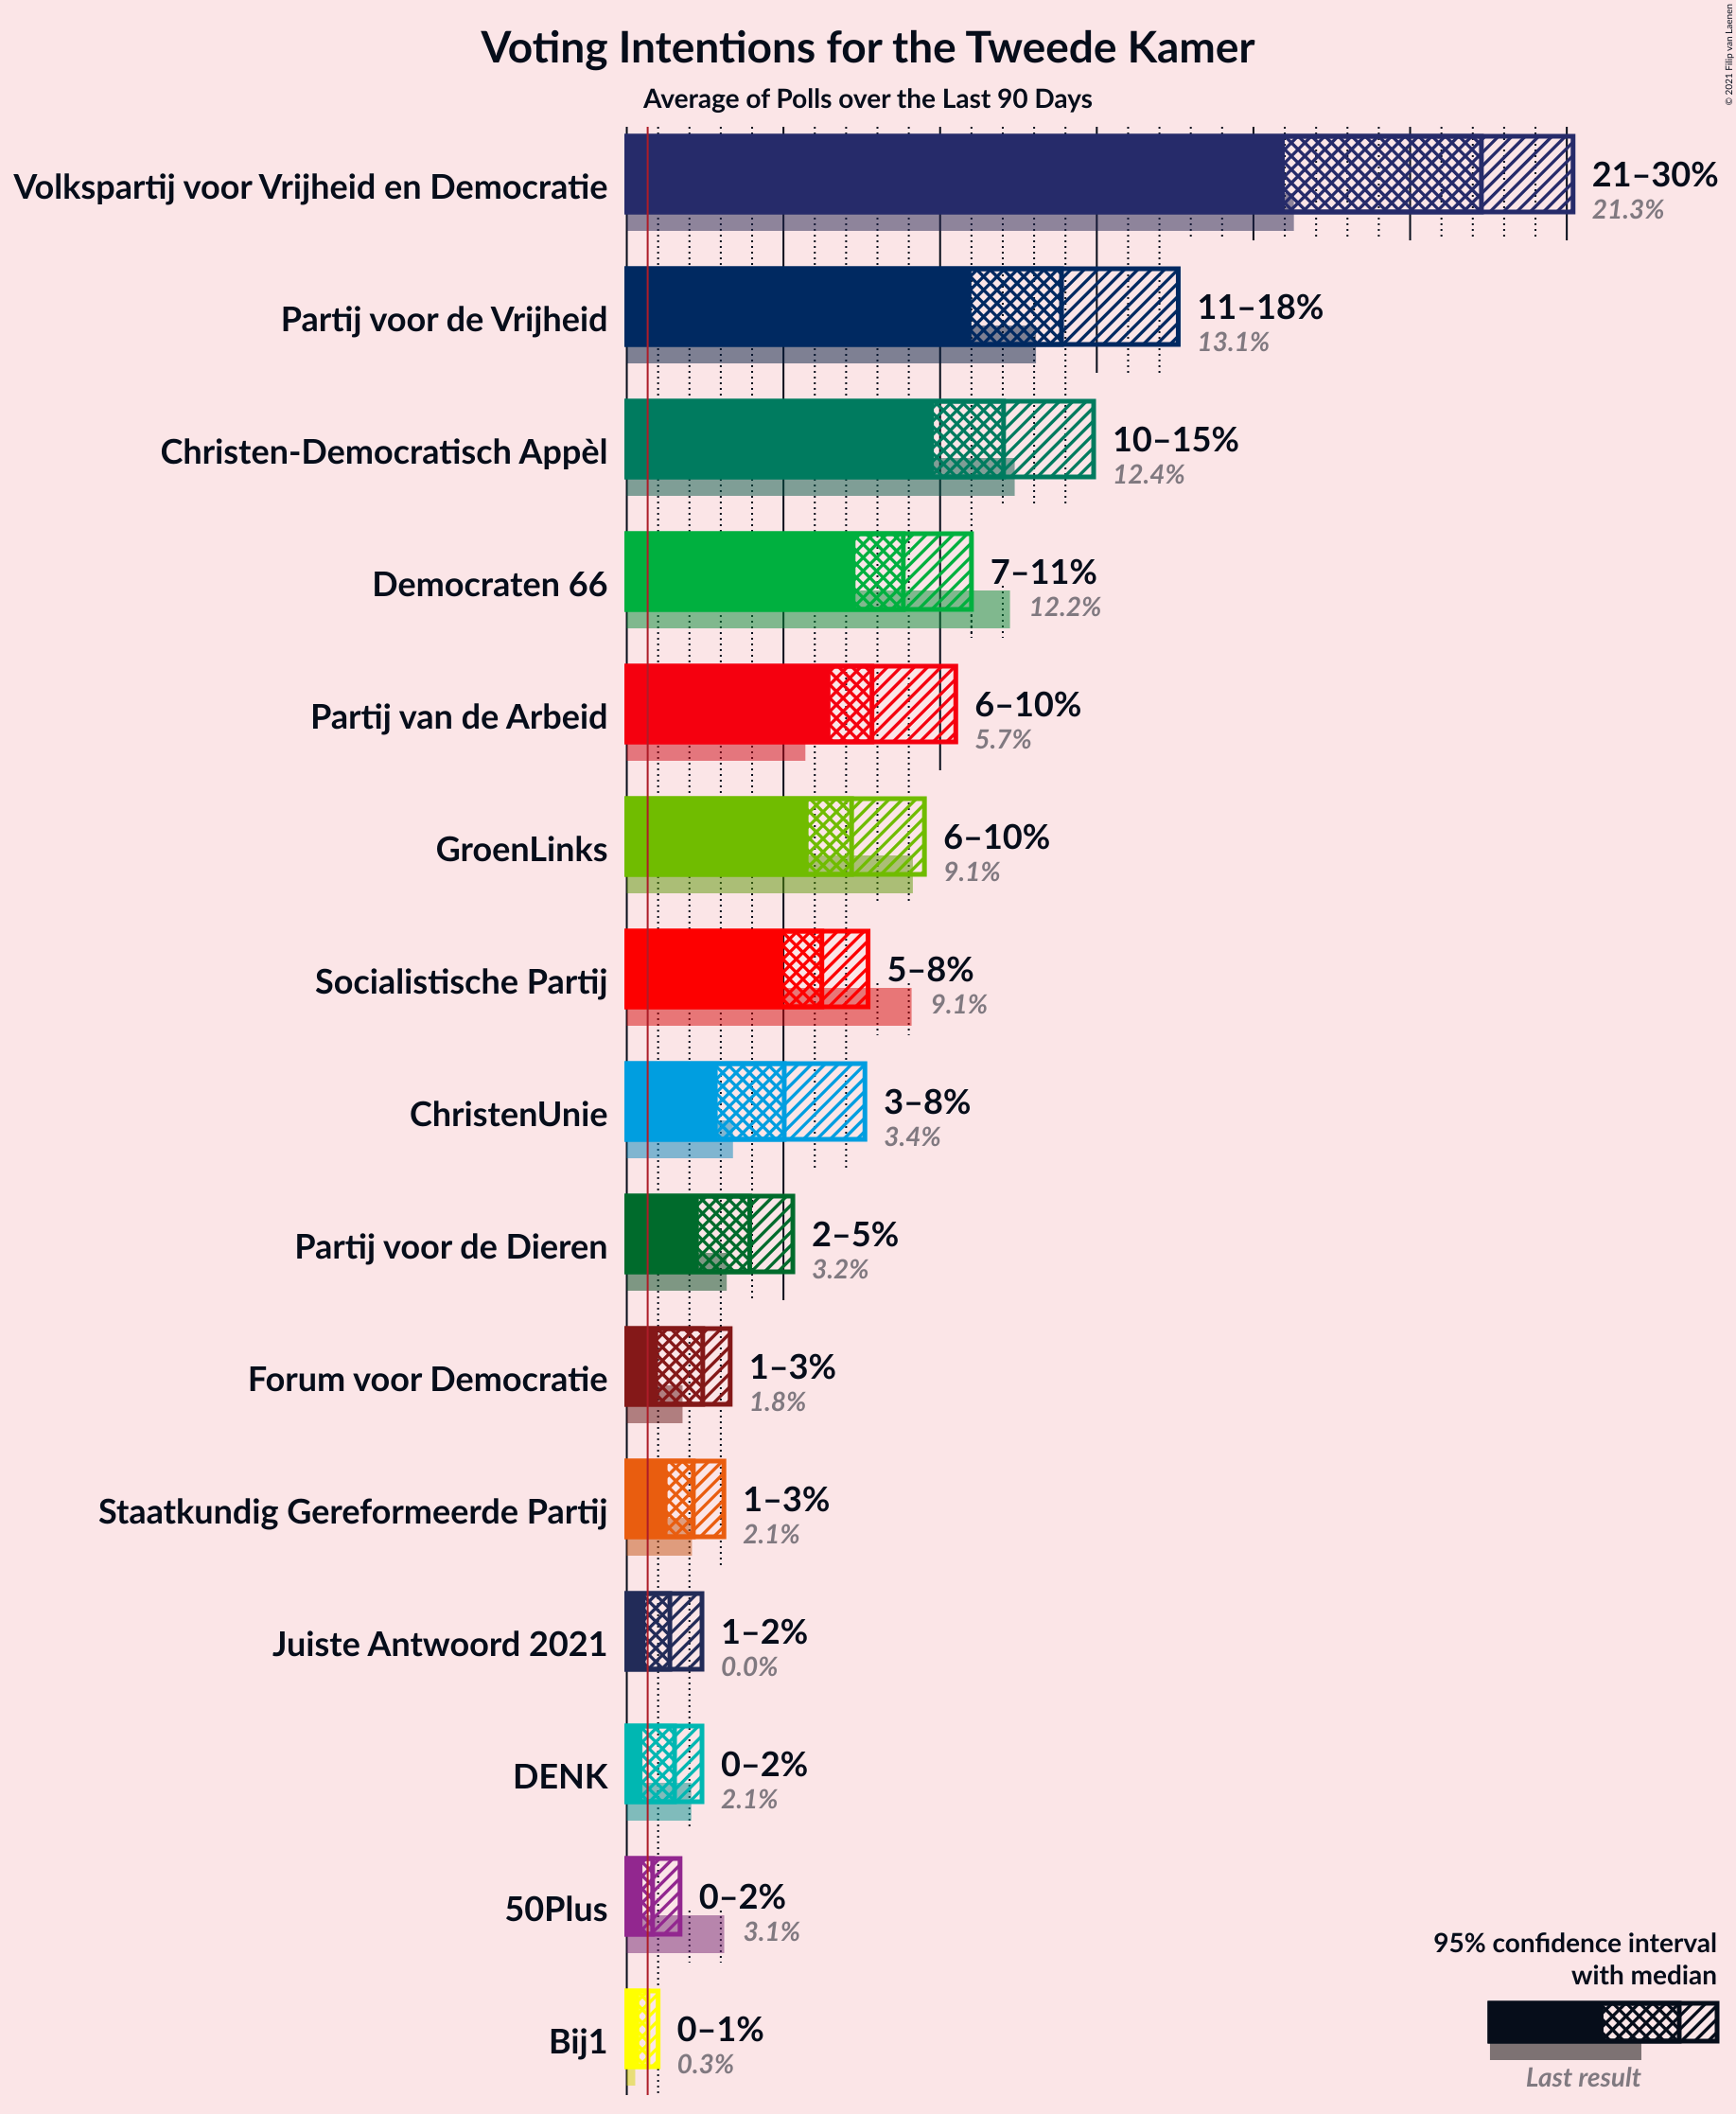 Voting Intentions for the Tweede Kamer
Average of Polls over the Last 90 Days
© 2021 Filip van Laenen
Volkspartij voor Vrijheid en Democratie
21–30%
21.3%
Partij voor de Vrijheid
11–18%
13.1%
Christen-Democratisch Appèl
10–15%
12.4%
Democraten 66
7–11%
12.2%
Partij van de Arbeid
6–10%
5.7%
GroenLinks
6–10%
9.1%
Socialistische Partij
5–8%
9.1%
ChristenUnie
3–8%
3.4%
Partij voor de Dieren
2–5%
3.2%
Forum voor Democratie
1–3%
1.8%
Staatkundig Gereformeerde Partij
1–3%
2.1%
Juiste Antwoord 2021
1–2%
0.0%
DENK
0–2%
2.1%
50Plus
0–2%
3.1%
Bij1
0–1%
0.3%
95% confidence interval
with median
Last result